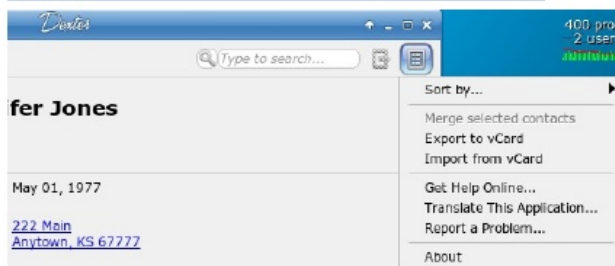 Dexter
400 pro
2 user
Type to search...
Sort by...
fer Jones
Merge selected contacts
Export to vCard
Import from vCard
May 01, 1977
Get Help Online...
Translate This Application...
Report a Problem...
222 Main
Anytown, KS 67777
About